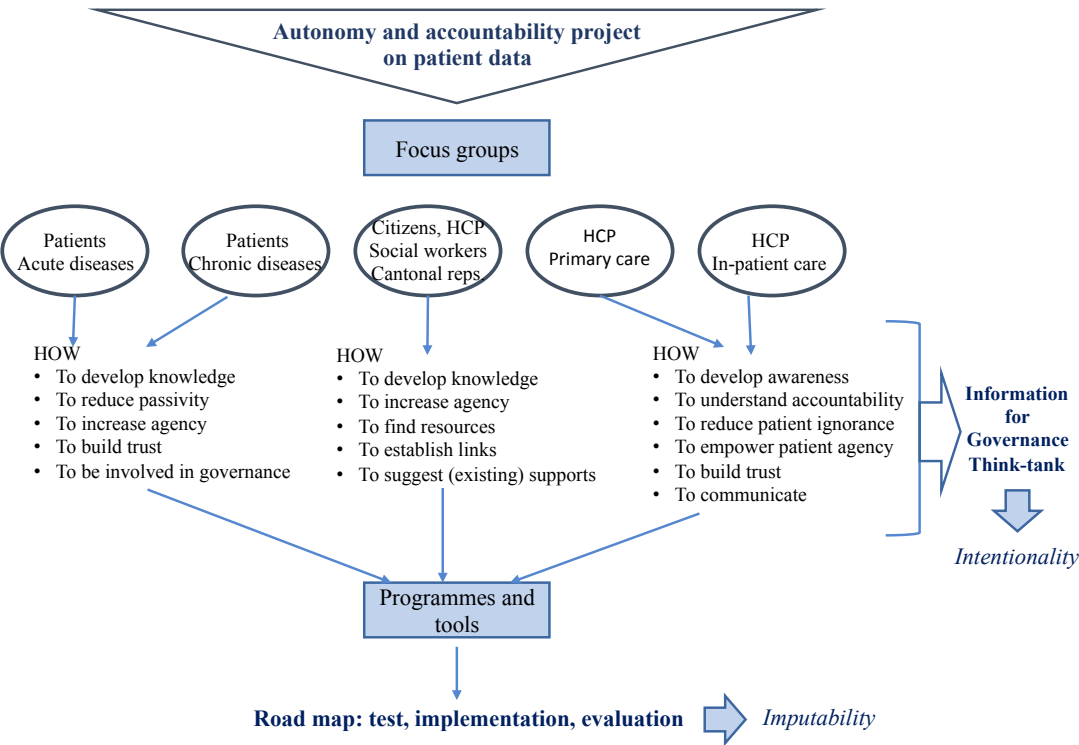 Autonomy and accountability project
on patient data
Focus groups
Patients
Acute diseases
Patients
Chronic diseases
Citizens, HCP
Social workers
Cantonal reps.
HCP
Primary care
HCP
In-patient care
HOW
• To develop knowledge
• To reduce passivity
• To increase agency
• To build trust
• To be involved in governance
HOW
• To develop knowledge
• To increase agency
• To find resources
• To establish links
• To suggest (existing) supports
HOW
• To develop awareness
• To understand accountability
• To reduce patient ignorance
• To empower patient agency
• To build trust
• To communicate
Information
for
Governance
Think-tank
Intentionality
Programmes and
tools
Road map: test, implementation, evaluation
Imputability